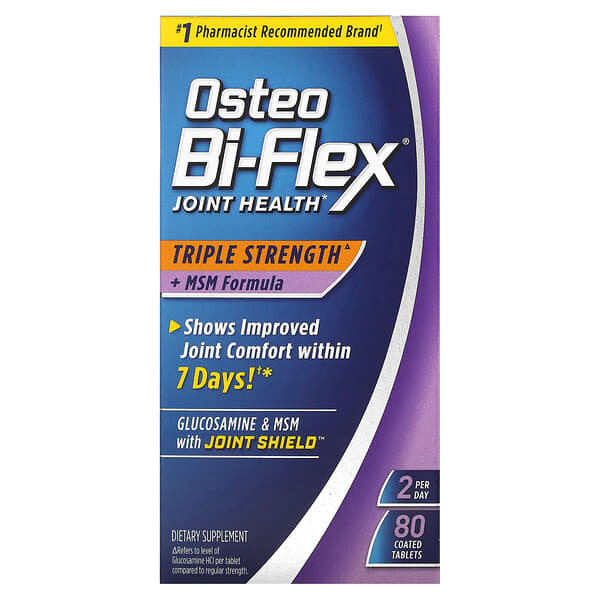 #1 Pharmacist Recommended Brand!
Osteo
Bi-Flex®
JOINT HEALTH*
TRIPLE STRENGTH∆
+ MSM Formula
Shows Improved
Joint Comfort within
7 Days!†*
GLUCOSAMINE & MSM
with JOINT SHIELD™
2 PER
DAY
80
COATED
TABLETS
DIETARY SUPPLEMENT
∆Refers to level of
Glucosamine HCl per tablet
compared to regular strength.